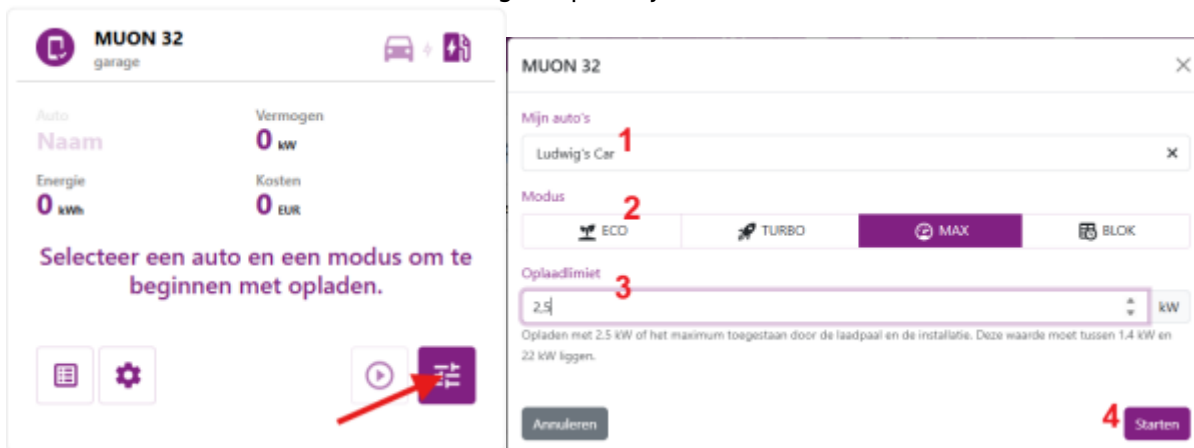 MUON 32
garage
Auto
Naam
Vermogen
0 kW
Energie
0 kWh
Kosten
0 EUR
Selecteer een auto en een modus om te
beginnen met opladen.
MUON 32
Mijn auto's
1
Ludwig's Car
Modus
2
ECO
TURBO
MAX
BLOK
Oplaadlimiet
3
2,5
kW
Opladen met 2.5 kW of het maximum toegestaan door de laadpaal en de installatie. Deze waarde moet tussen 1.4 kW en
22 kW liggen.
Annuleren
4
Starten